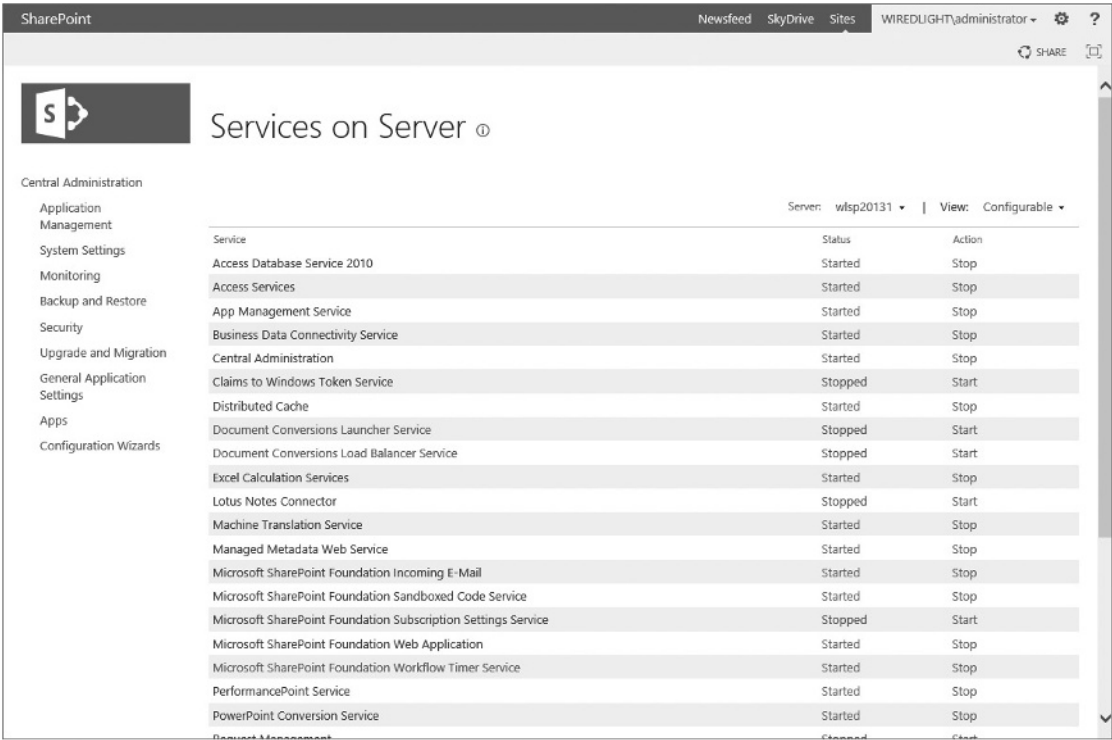 SharePoint
Newsfeed SkyDrive Sites WIREDLIGHT\administrator ?
SHARE
S
Services on Server
Central Administration
Application
Management
System Settings
Monitoring
Backup and Restore
Security
Upgrade and Migration
General Application
Settings
Apps
Configuration Wizards
Server: wlsp20131 | View: Configurable
Service Status Action
Access Database Service 2010 Started Stop
Access Services Started Stop
App Management Service Started Stop
Business Data Connectivity Service Started Stop
Central Administration Started Stop
Claims to Windows Token Service Stopped Start
Distributed Cache Started Stop
Document Conversions Launcher Service Stopped Start
Document Conversions Load Balancer Service Stopped Start
Excel Calculation Services Started Stop
Lotus Notes Connector Stopped Start
Machine Translation Service Started Stop
Managed Metadata Web Service Started Stop
Microsoft SharePoint Foundation Incoming E-Mail Started Stop
Microsoft SharePoint Foundation Sandboxed Code Service Started Stop
Microsoft SharePoint Foundation Subscription Settings Service Stopped Start
Microsoft SharePoint Foundation Web Application Started Stop
Microsoft SharePoint Foundation Workflow Timer Service Started Stop
PerformancePoint Service Started Stop
PowerPoint Conversion Service Started Stop
Request Management Stopped Start